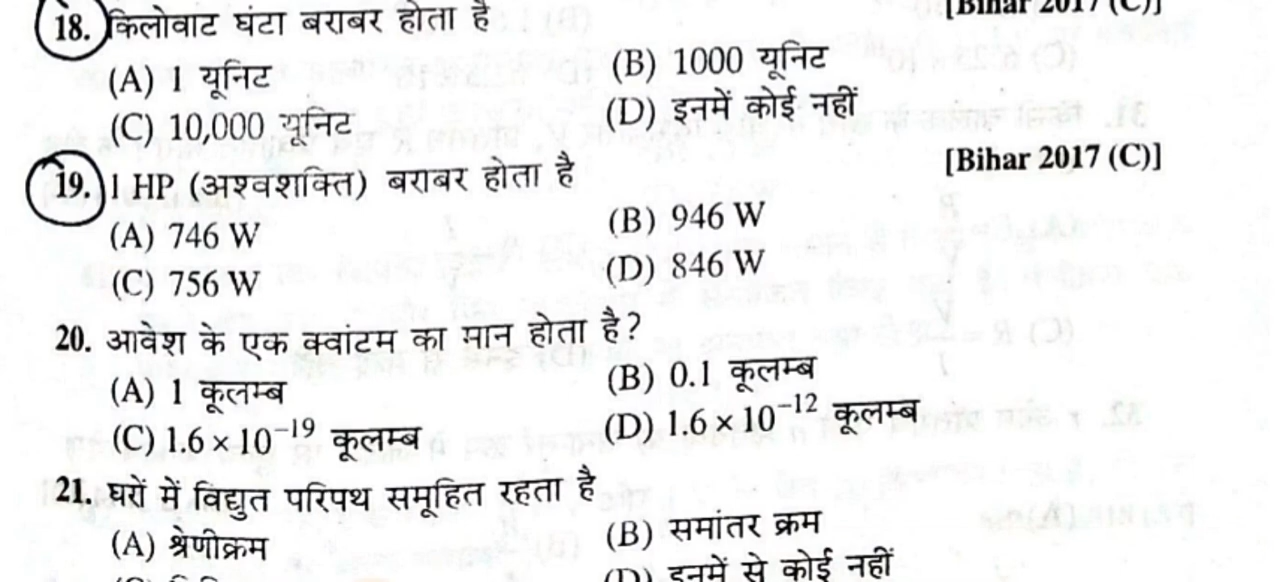 [Bihar 2017 (C)]
18. किलोवाट घंटा बराबर होता है
(A) 1 यूनिट (B) 1000 यूनिट
(C) 10,000 यूनिट (D) इनमें कोई नहीं
[Bihar 2017 (C)]
19. 1 HP (अश्वशक्ति) बराबर होता है
(A) 746 W (B) 946 W
(C) 756 W (D) 846 W
20. आवेश के एक क्वांटम का मान होता है?
(A) 1 कूलम्ब (B) 0.1 कूलम्ब
(C) 1.6 × 10⁻¹⁹ कूलम्ब (D) 1.6 × 10⁻¹² कूलम्ब
21. घरों में विद्युत परिपथ समूहित रहता है
(A) श्रेणीक्रम (B) समांतर क्रम
(D) इनमें से कोई नहीं